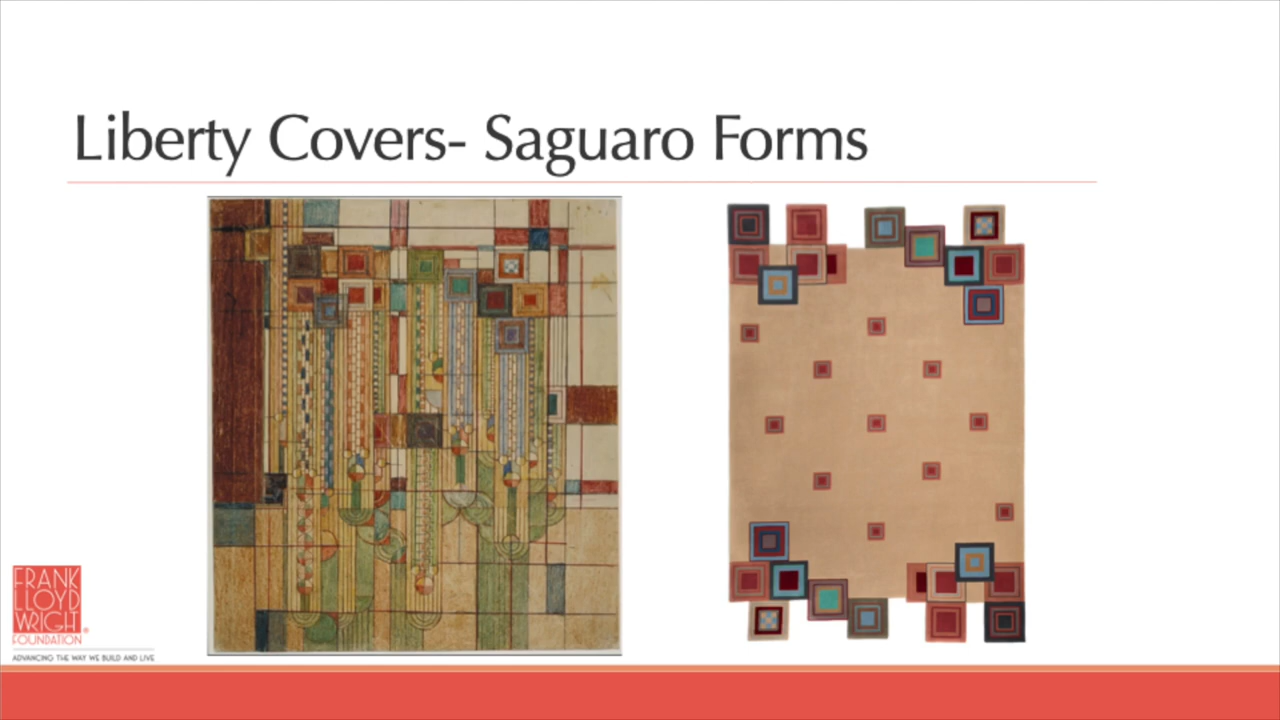 Liberty Covers- Saguaro Forms
FRANK
LLOYD
WRIGHT
FOUNDATION®
ADVANCING THE WAY WE BUILD AND LIVE